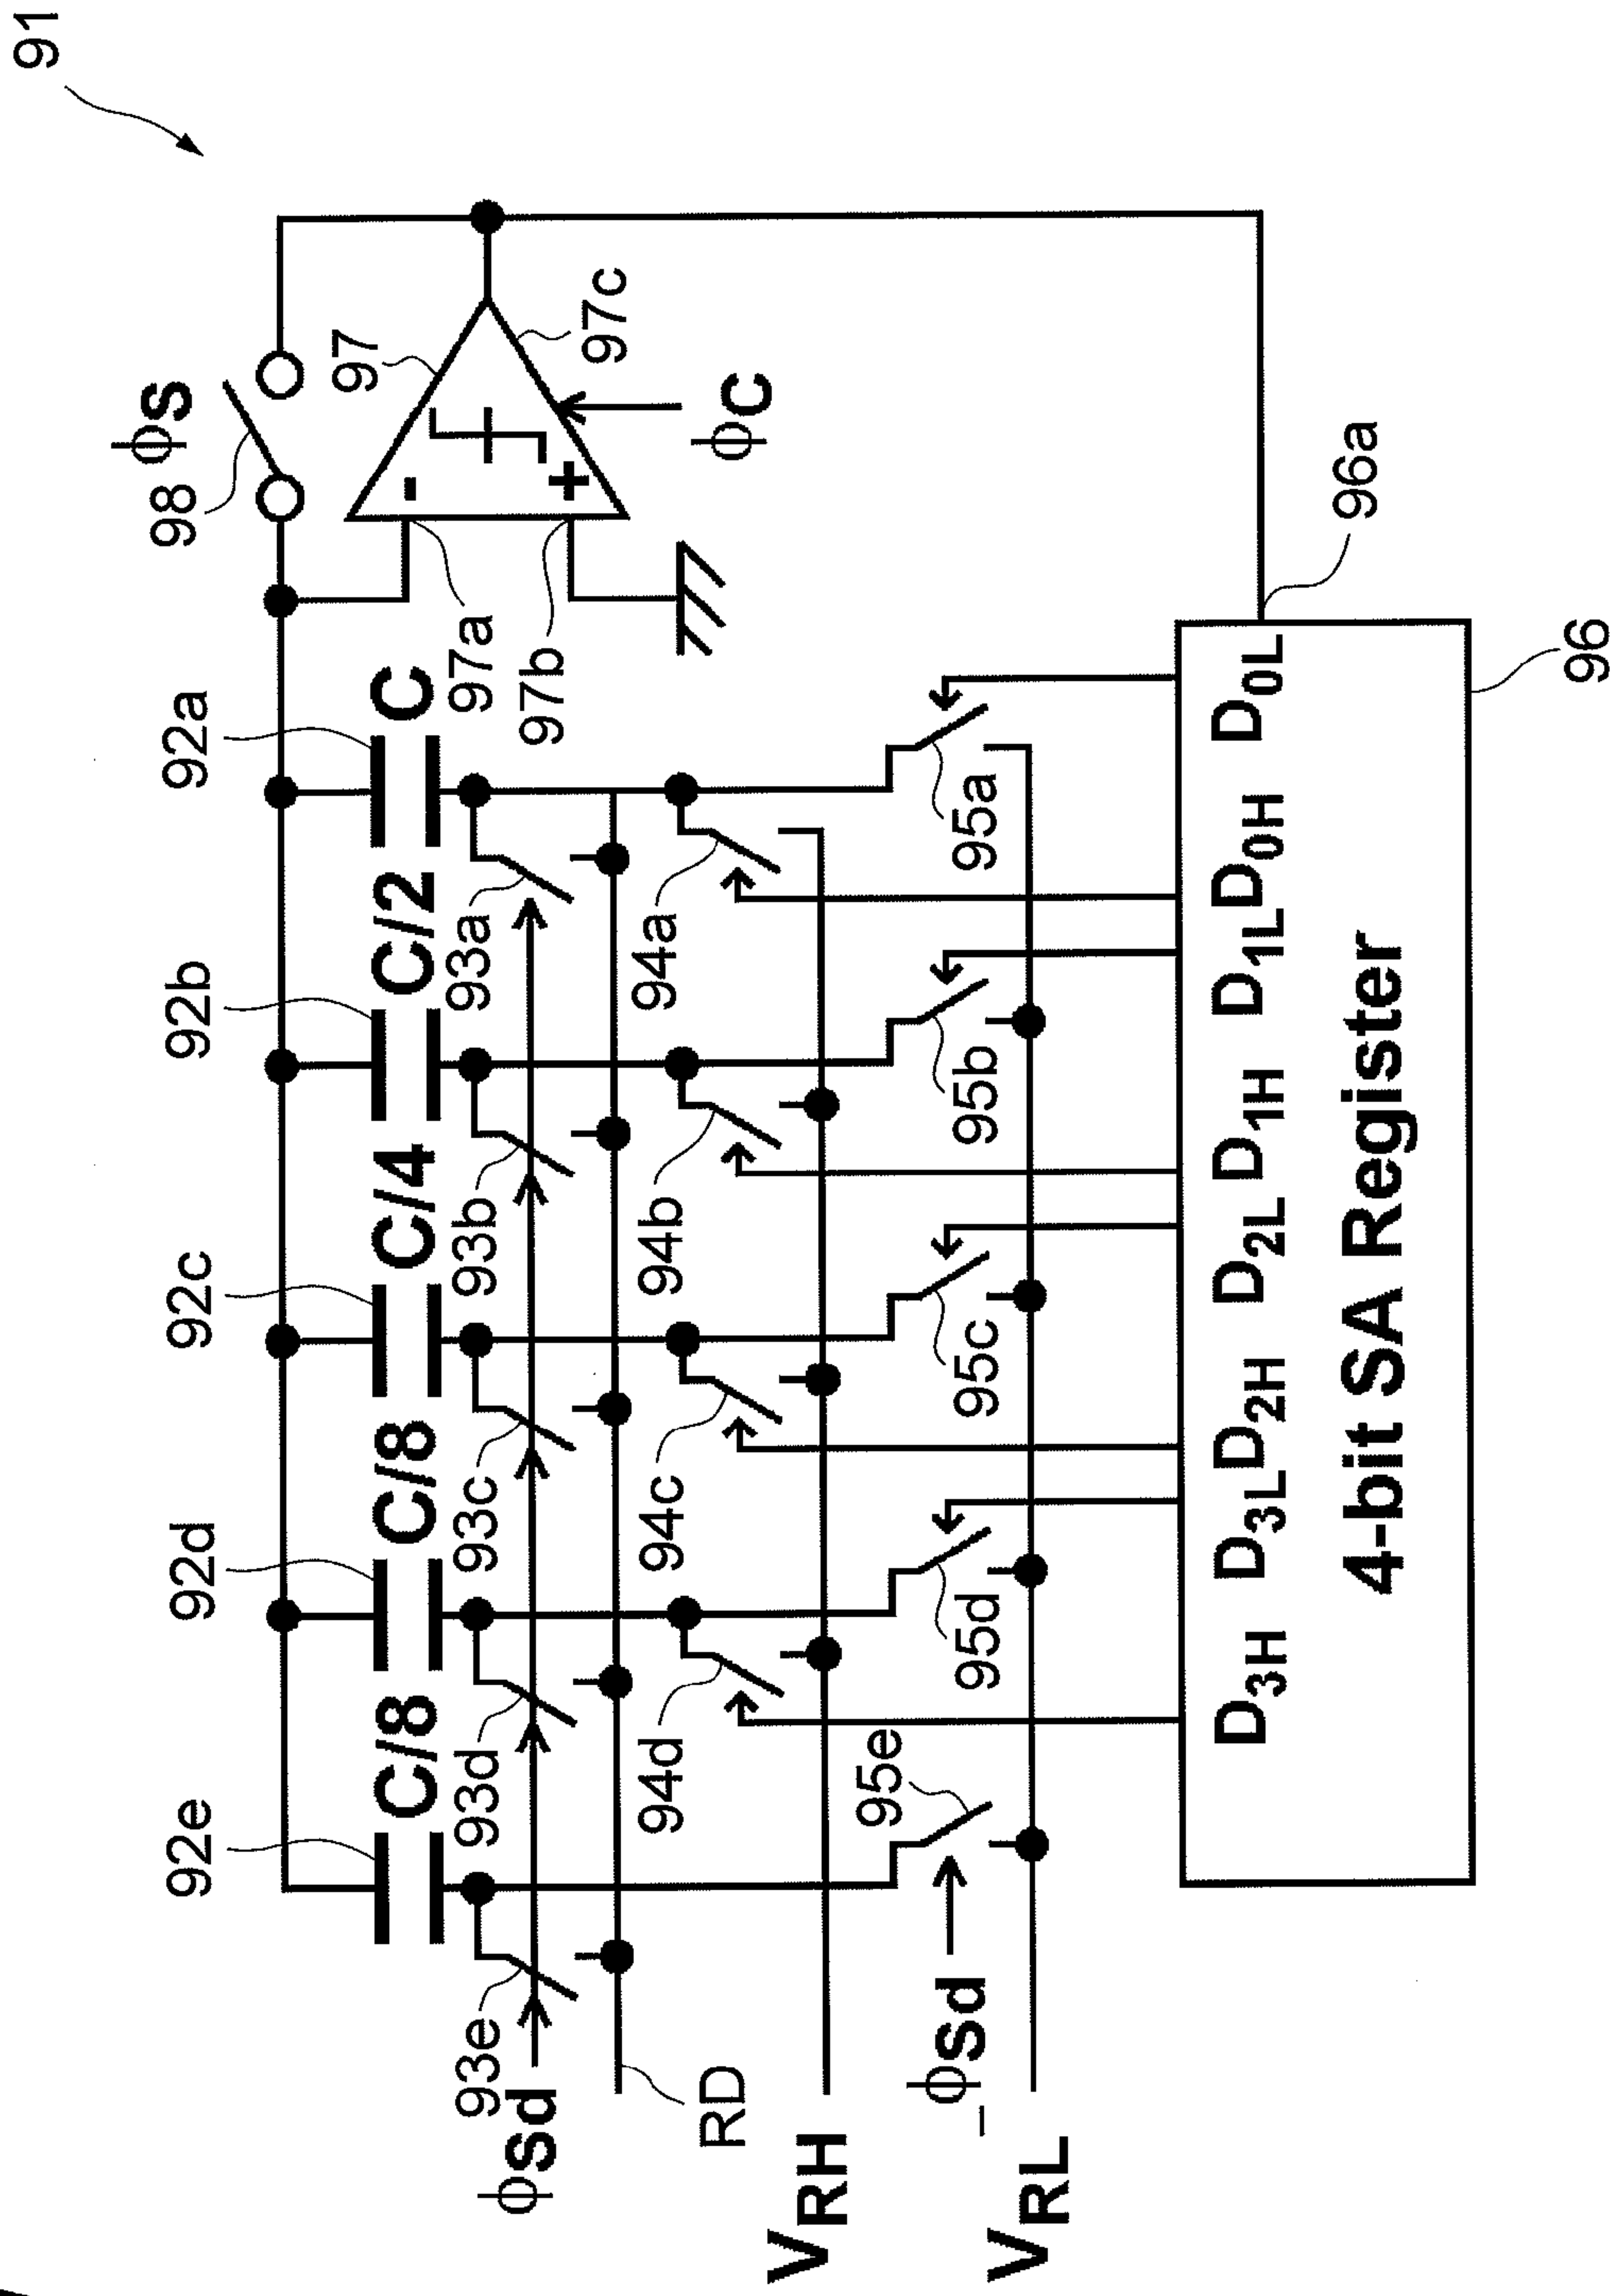 91
ϕS
98
97
97c
ϕC
97a
97b
92e
92d
92c
92b
92a
C/8
C/8
C/4
C/2
C
93e
93d
93c
93b
93a
ϕSd
RD
94d
94c
94b
94a
VRH
95e
95d
95c
95b
95a
_ϕSd
VRL
96a
D3H D3L D2H D2L D1H D1L D0H D0L
4-bit SA Register
96